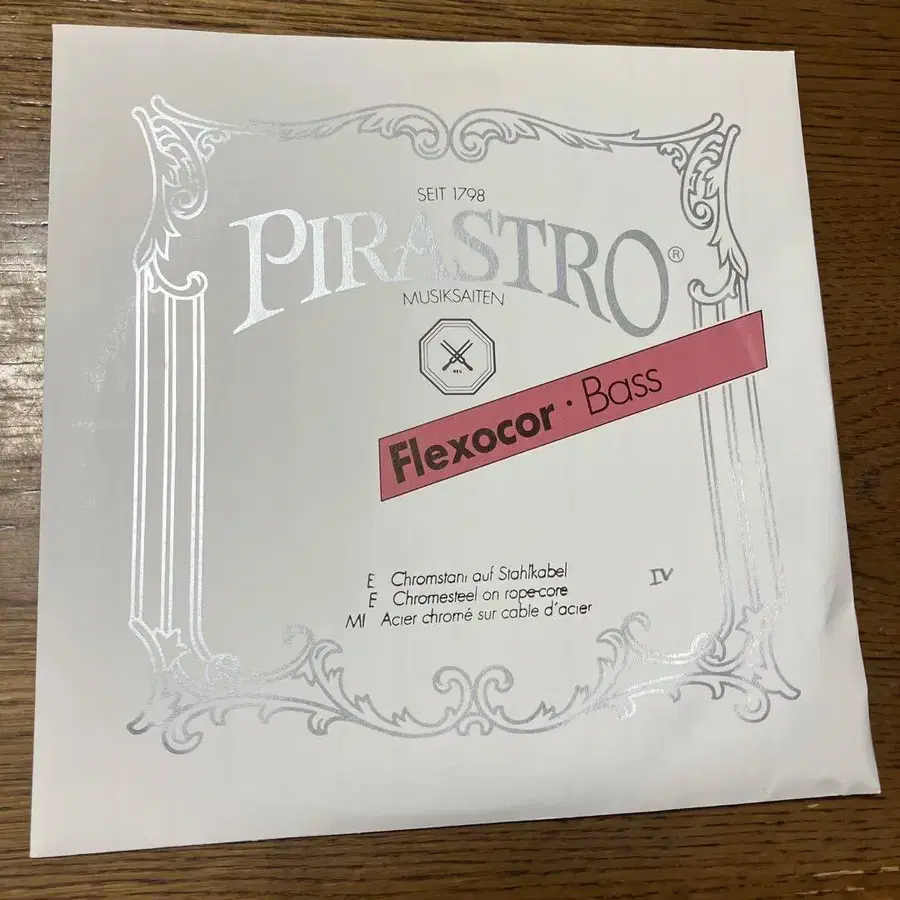 SEIT 1798
PIRASTRO®
MUSIKSAITEN
REG
Flexocor · Bass
E Chromstahl auf Stahlkabel
E Chromesteel on rope-core
MI Acier chromé sur cable d'acier
IV